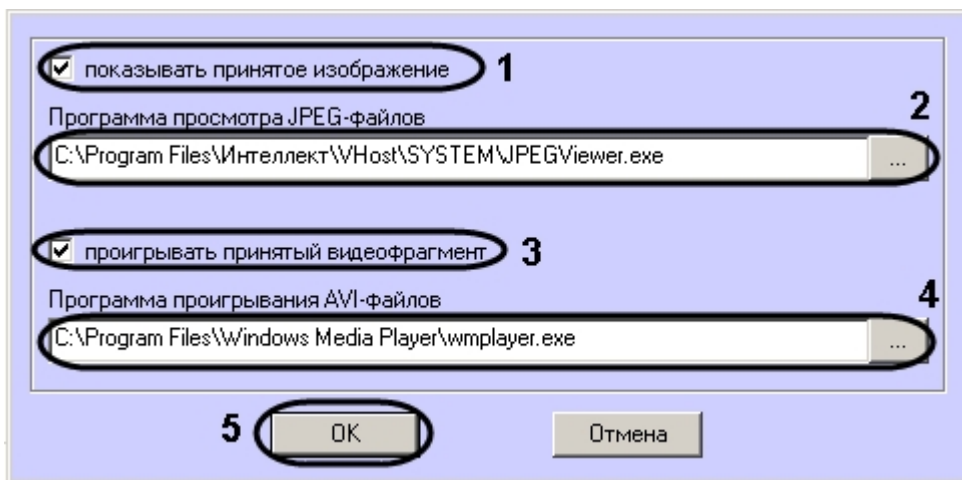 показывать принятое изображение 1
Программа просмотра JPEG-файлов 2
C:\Program Files\Интеллект\VHost\SYSTEM\JPEGViewer.exe ...
проигрывать принятый видеофрагмент 3
Программа проигрывания AVI-файлов 4
C:\Program Files\Windows Media Player\wmplayer.exe ...
5 OK Отмена